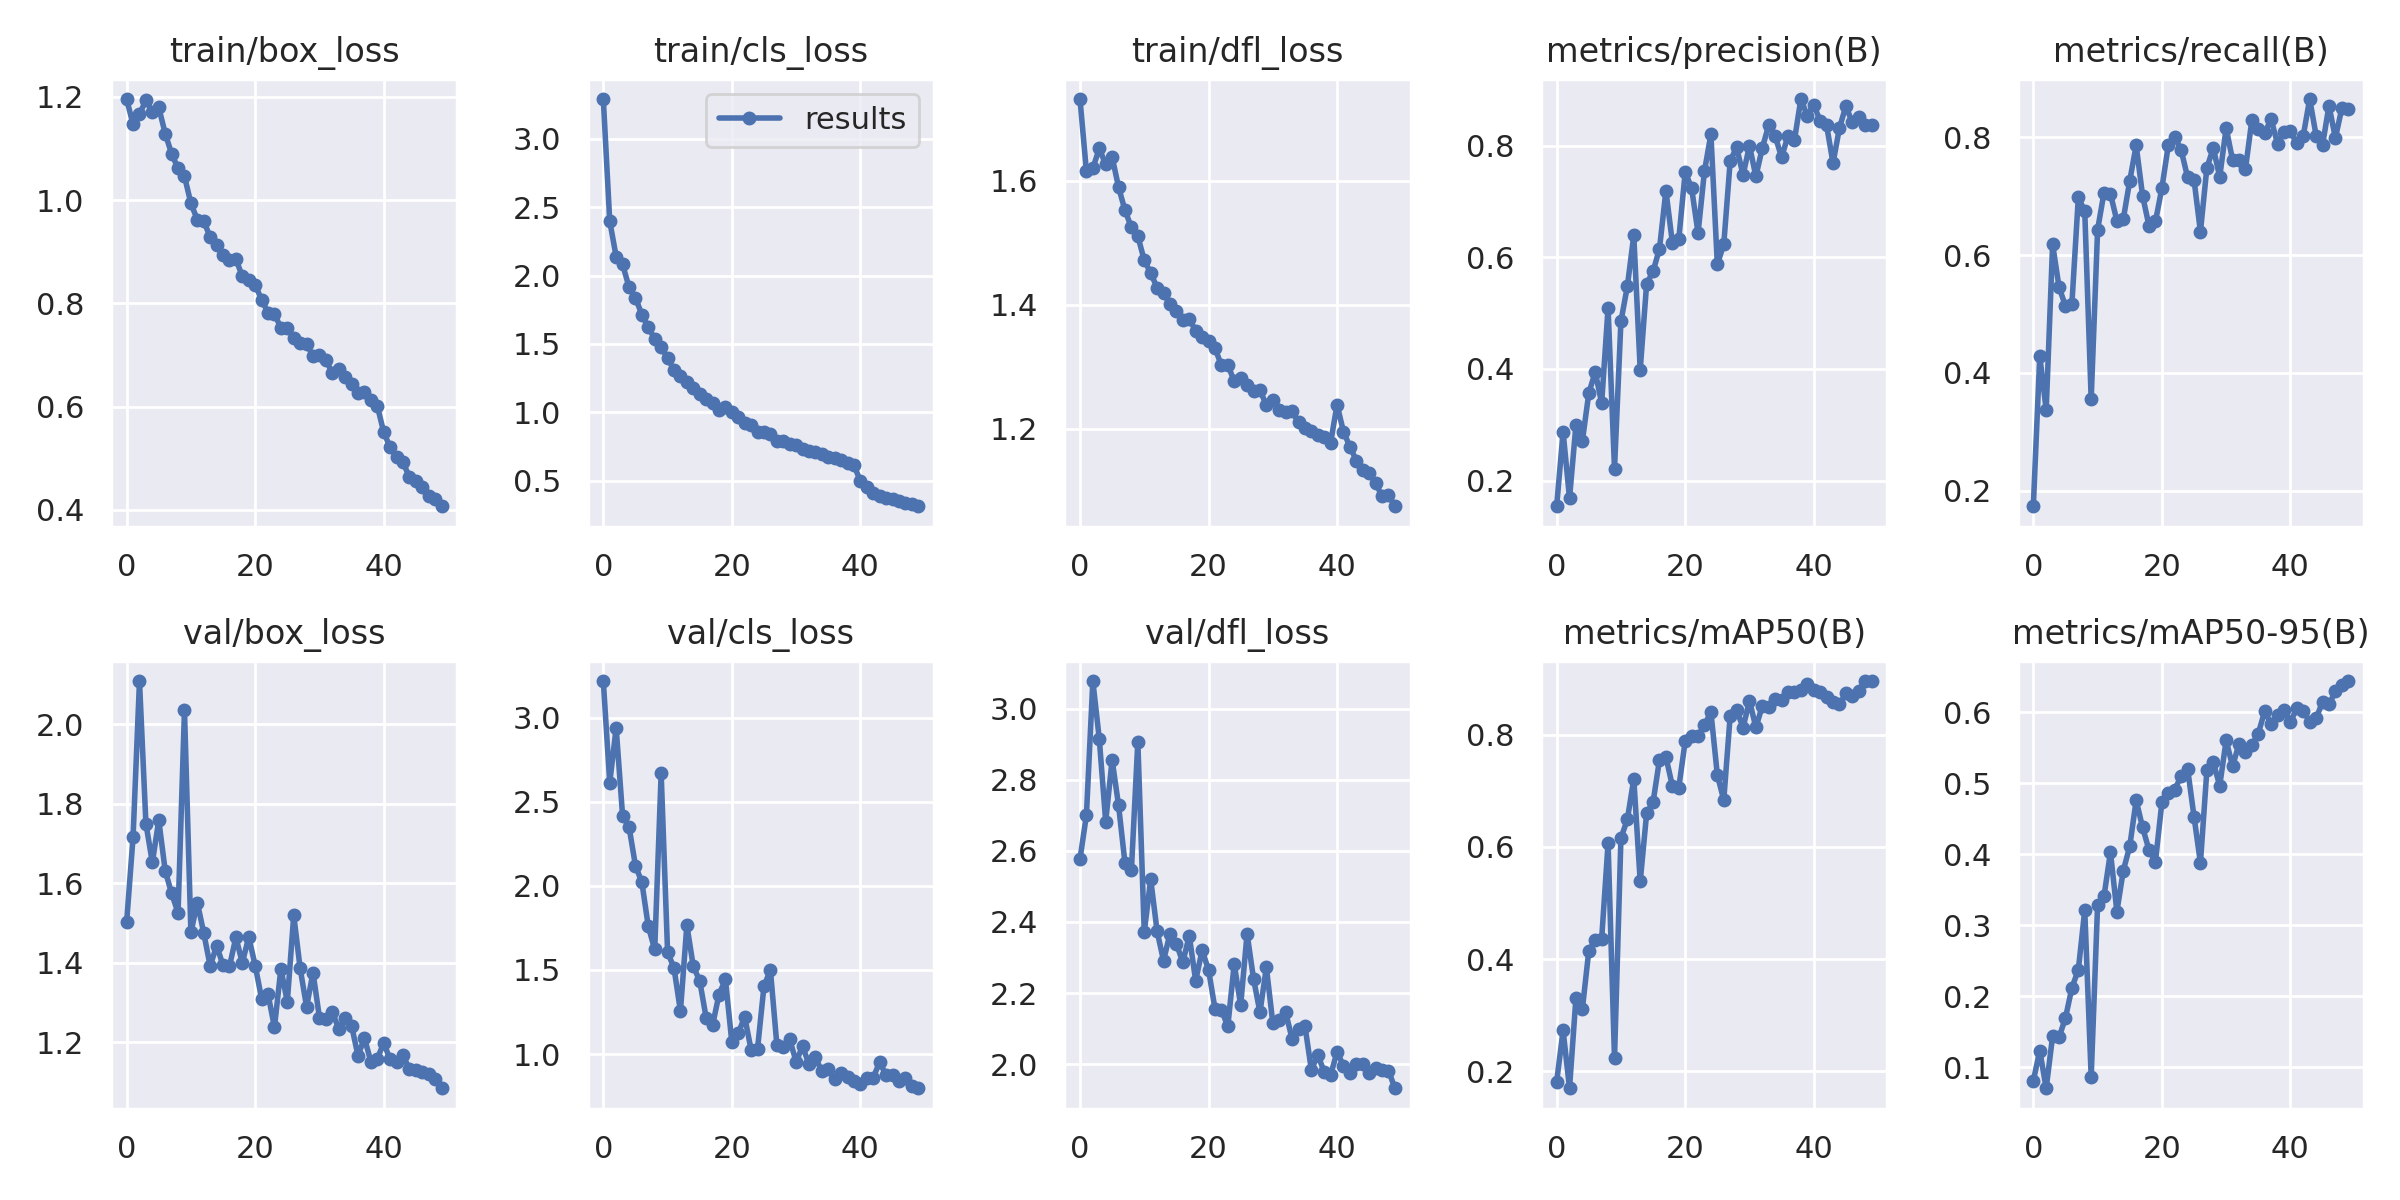 train/box_loss
1.2
1.0
0.8
0.6
0.4
0 20 40
train/cls_loss
results
3.0
2.5
2.0
1.5
1.0
0.5
0 20 40
train/dfl_loss
1.6
1.4
1.2
0 20 40
metrics/precision(B)
0.8
0.6
0.4
0.2
0 20 40
metrics/recall(B)
0.8
0.6
0.4
0.2
0 20 40
val/box_loss
2.0
1.8
1.6
1.4
1.2
0 20 40
val/cls_loss
3.0
2.5
2.0
1.5
1.0
0 20 40
val/dfl_loss
3.0
2.8
2.6
2.4
2.2
2.0
0 20 40
metrics/mAP50(B)
0.8
0.6
0.4
0.2
0 20 40
metrics/mAP50-95(B)
0.6
0.5
0.4
0.3
0.2
0.1
0 20 40